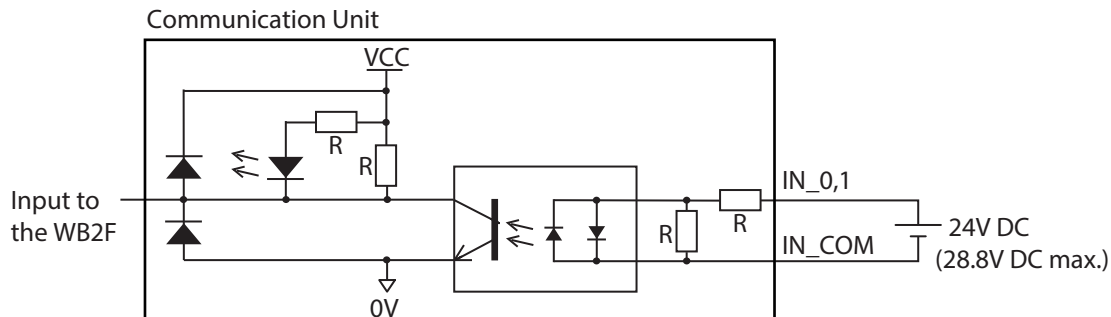 Communication Unit
VCC
R
R
IN_0,1
Input to
the WB2F
R
R
24V DC
(28.8V DC max.)
IN_COM
0V